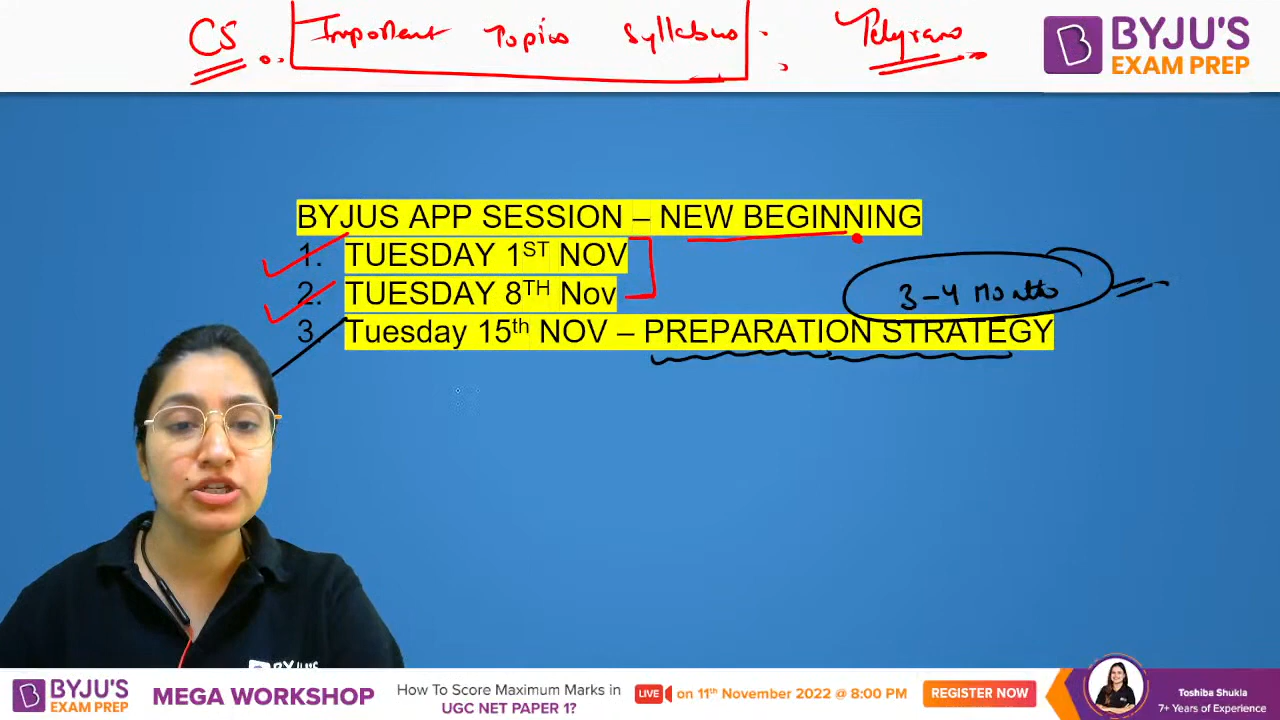 CS Important Topics Syllabus Telegram
BYJU'S
EXAM PREP
BYJUS APP SESSION – NEW BEGINNING
1. TUESDAY 1ST NOV
2. TUESDAY 8TH Nov
3-4 Months
3. Tuesday 15th NOV – PREPARATION STRATEGY
BYJU'S
EXAM PREP
MEGA WORKSHOP
How To Score Maximum Marks in
UGC NET PAPER 1?
LIVE on 11th November 2022 @ 8:00 PM
REGISTER NOW
Toshiba Shukla
7+ Years of Experience